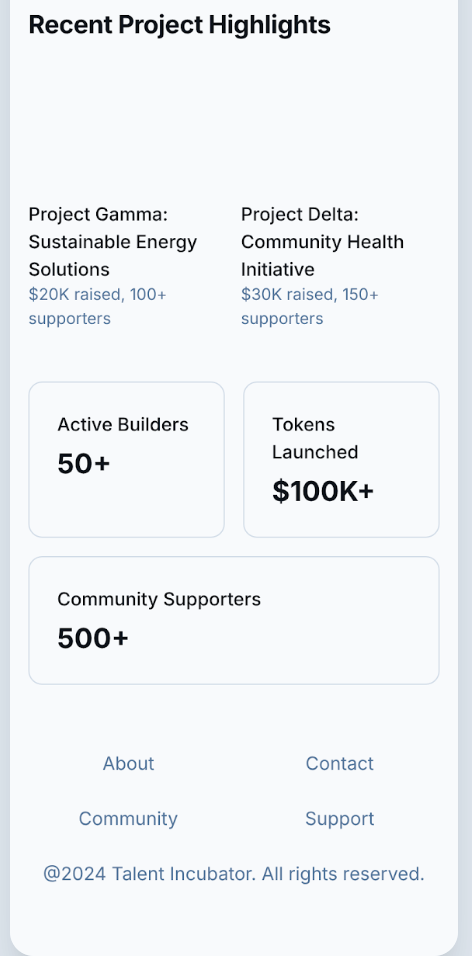 Recent Project Highlights
Project Gamma:
Sustainable Energy
Solutions
$20K raised, 100+
supporters
Project Delta:
Community Health
Initiative
$30K raised, 150+
supporters
Active Builders
50+
Tokens
Launched
$100K+
Community Supporters
500+
About
Contact
Community
Support
@2024 Talent Incubator. All rights reserved.